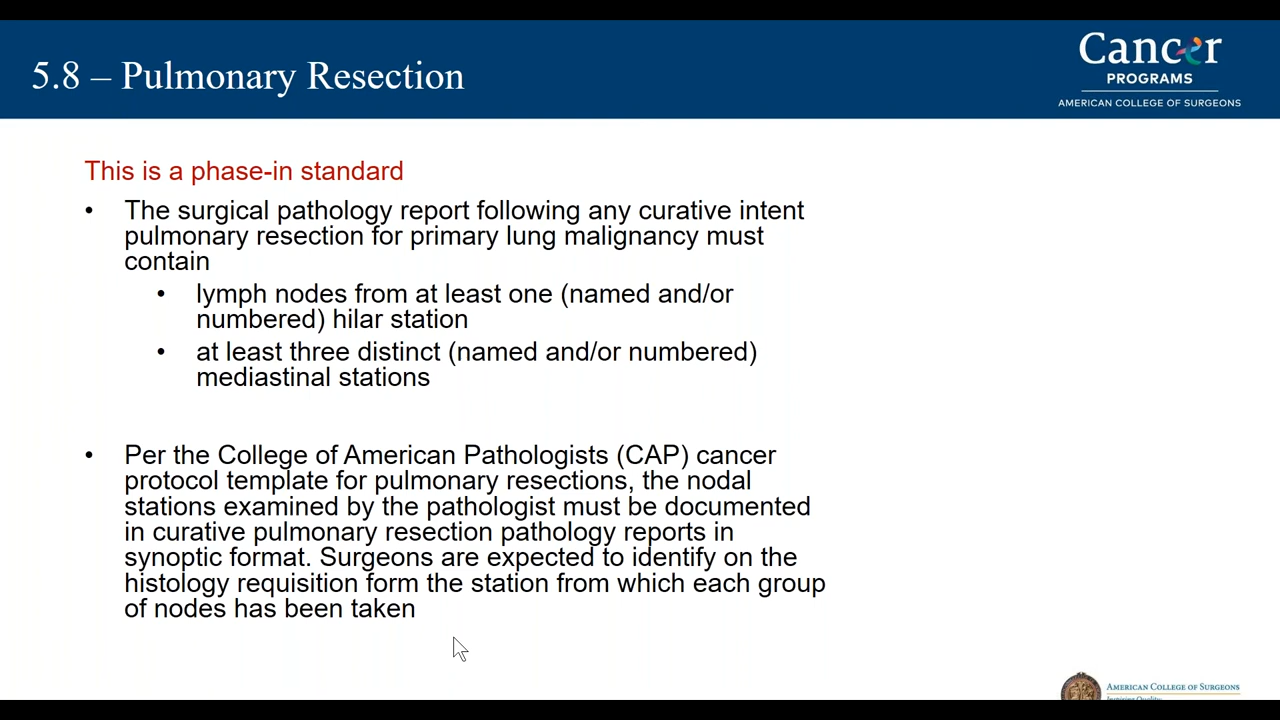 5.8 – Pulmonary Resection
Cancer
PROGRAMS
AMERICAN COLLEGE OF SURGEONS
This is a phase-in standard
• The surgical pathology report following any curative intent
pulmonary resection for primary lung malignancy must
contain
• lymph nodes from at least one (named and/or
numbered) hilar station
• at least three distinct (named and/or numbered)
mediastinal stations
• Per the College of American Pathologists (CAP) cancer
protocol template for pulmonary resections, the nodal
stations examined by the pathologist must be documented
in curative pulmonary resection pathology reports in
synoptic format. Surgeons are expected to identify on the
histology requisition form the station from which each group
of nodes has been taken
AMERICAN COLLEGE OF SURGEONS